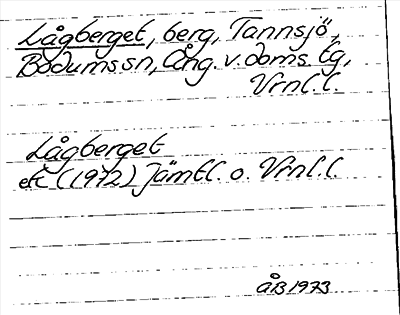 Lågberget, berg, Tannsjö,
Bodums sn, Ång. v. doms. tg,
Vrnl. l.
Lågberget
ek (1972) Jämtl. o. Vrnl. l.
ÅB 1973